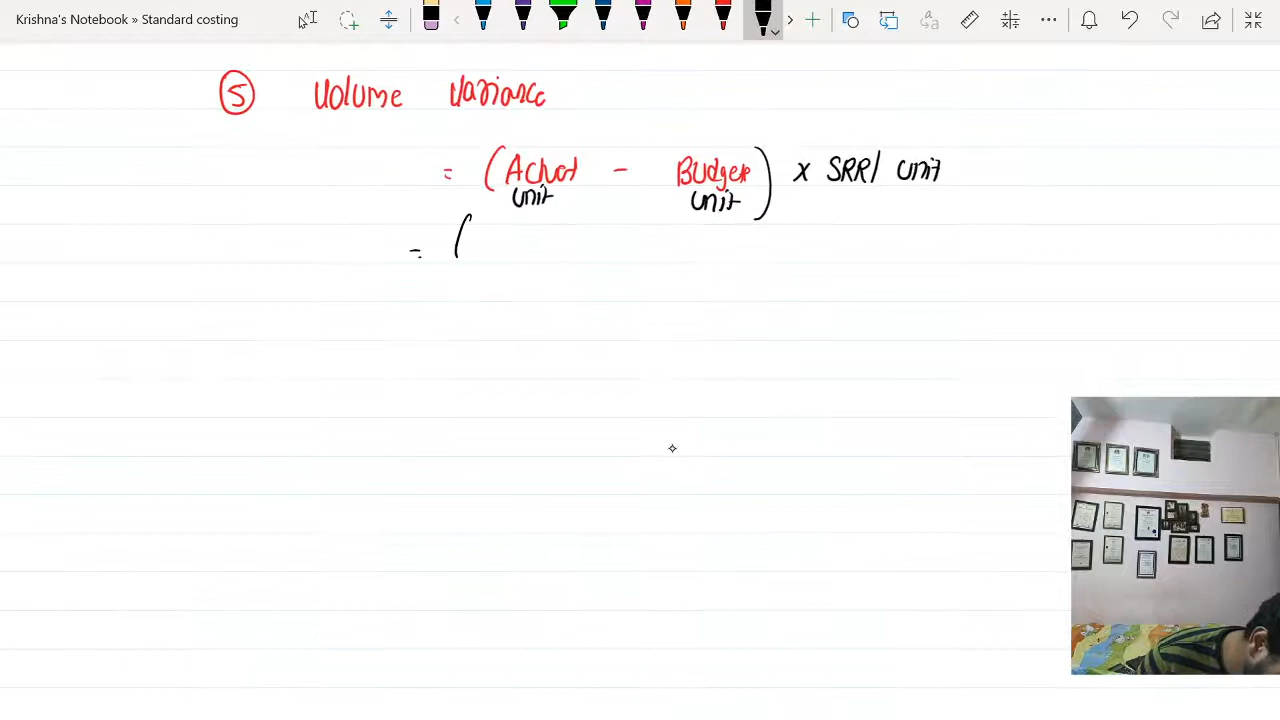 Krishna's Notebook » Standard costing
5 Volume Variance
= (Actual unit - Budget unit) x SRR/ unit
= (